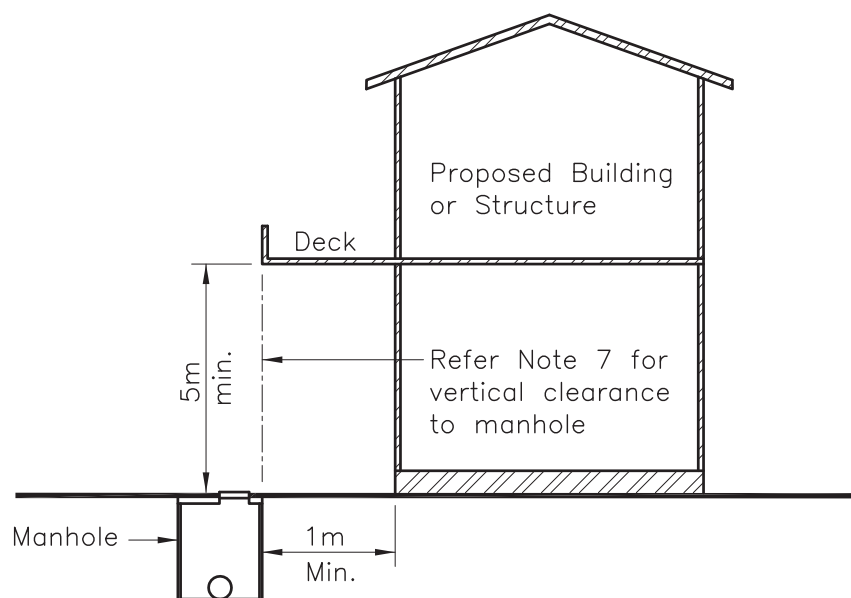 Proposed Building
or Structure
Deck
5m
min.
Refer Note 7 for
vertical clearance
to manhole
Manhole
1m
Min.